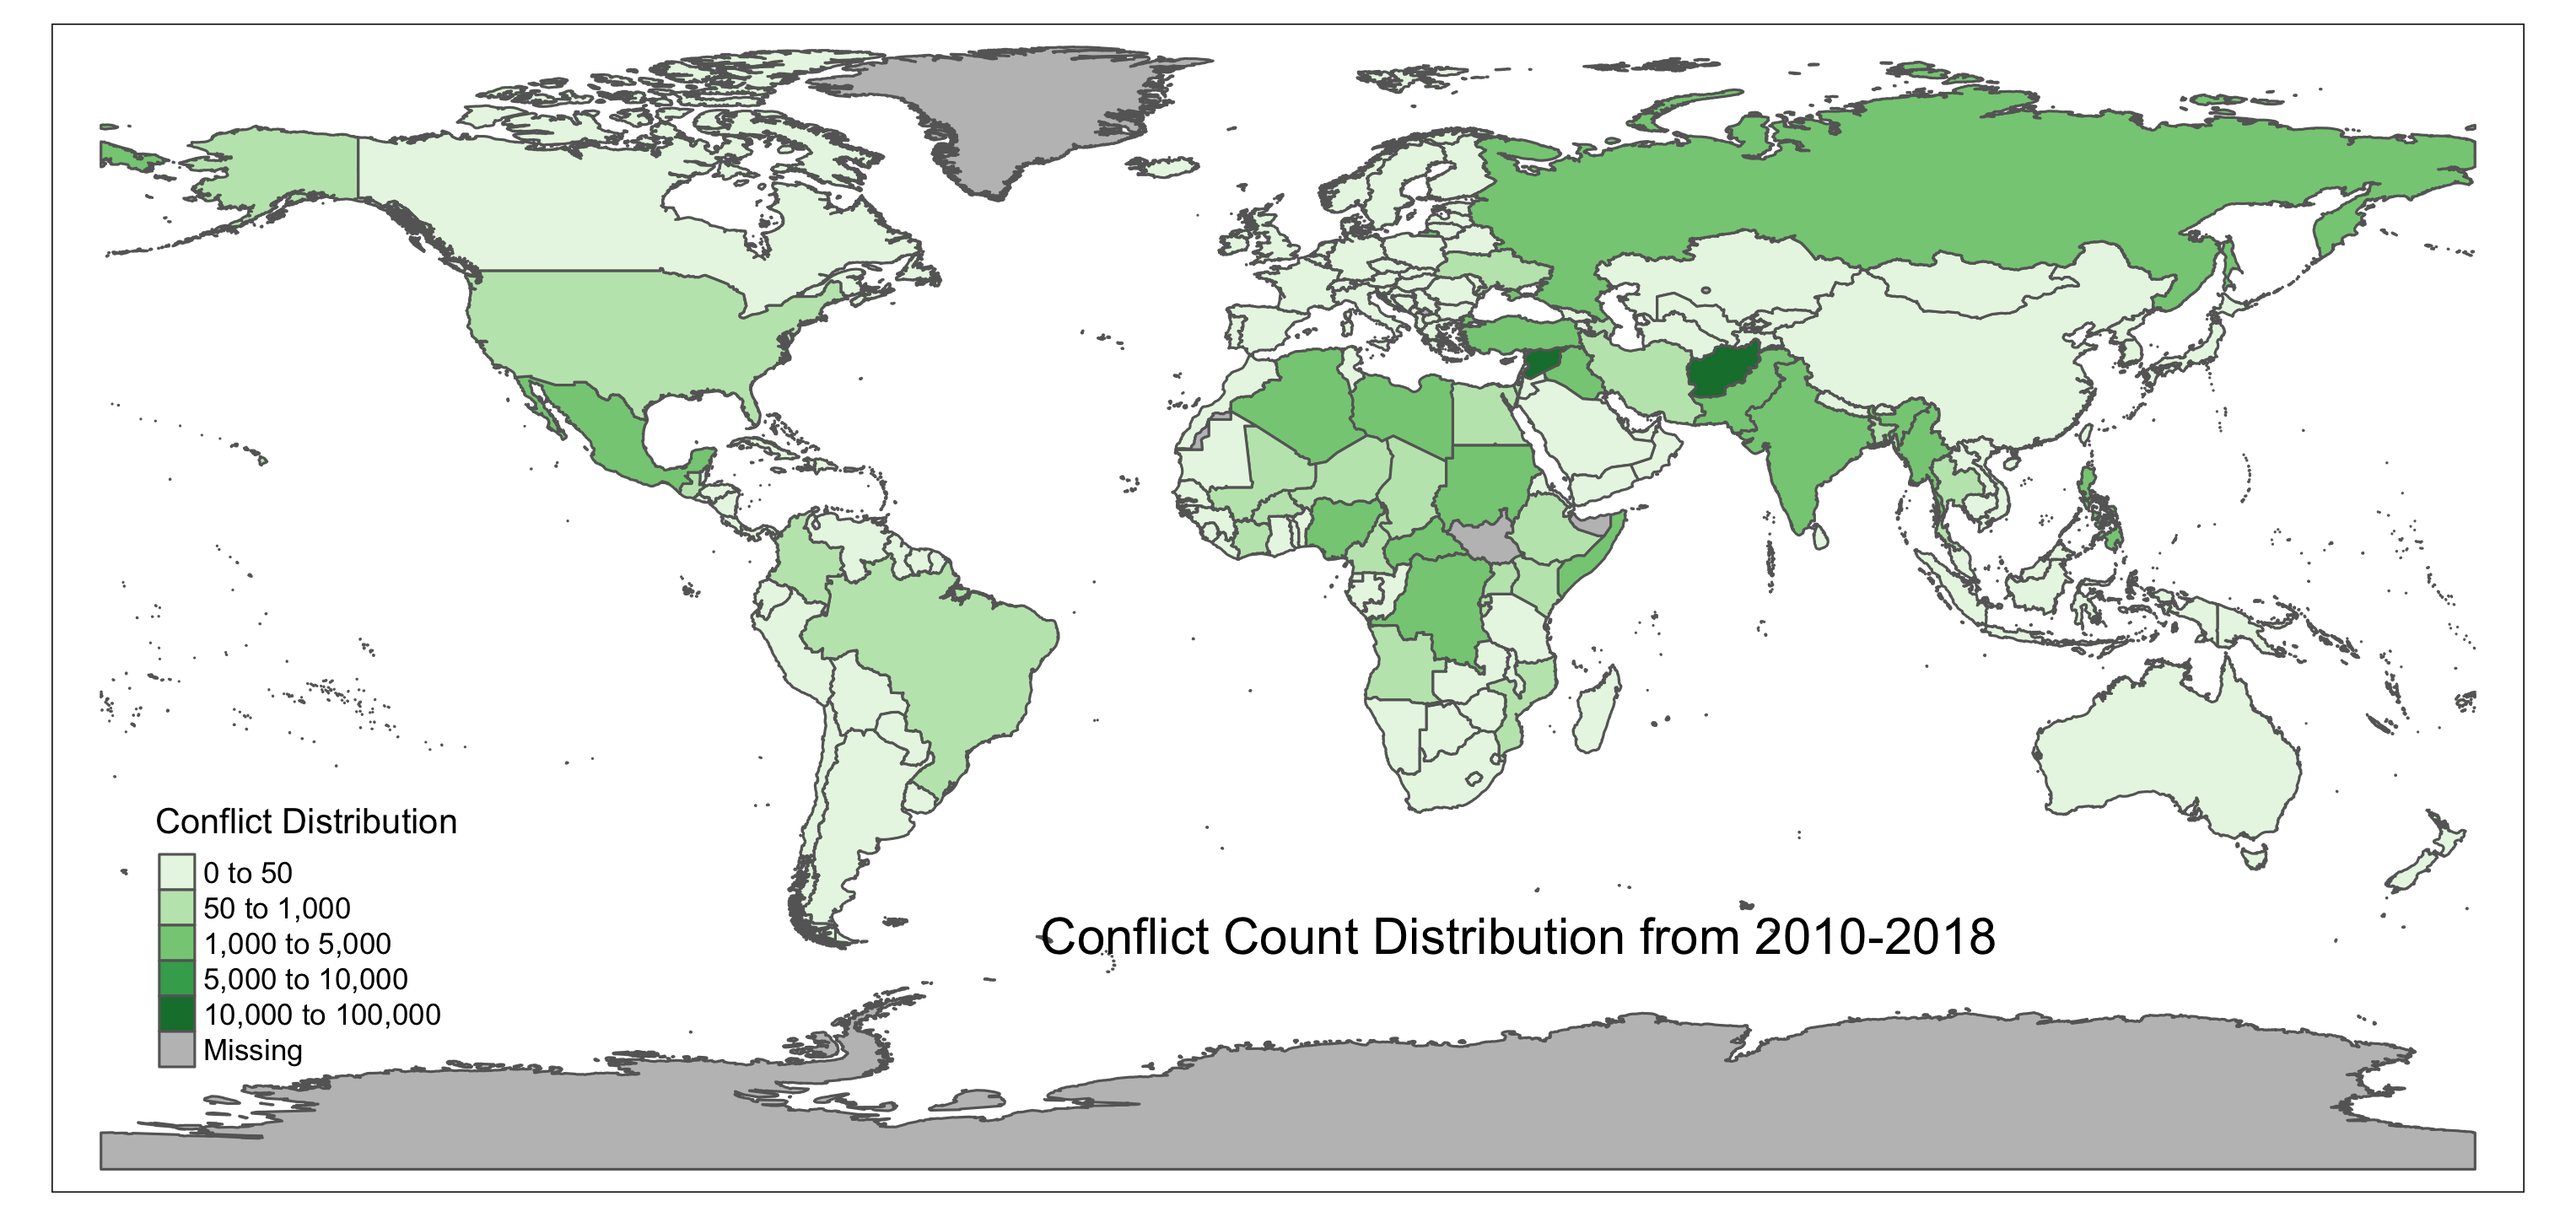 Conflict Distribution
0 to 50
50 to 1,000
1,000 to 5,000
5,000 to 10,000
10,000 to 100,000
Missing
Conflict Count Distribution from 2010-2018